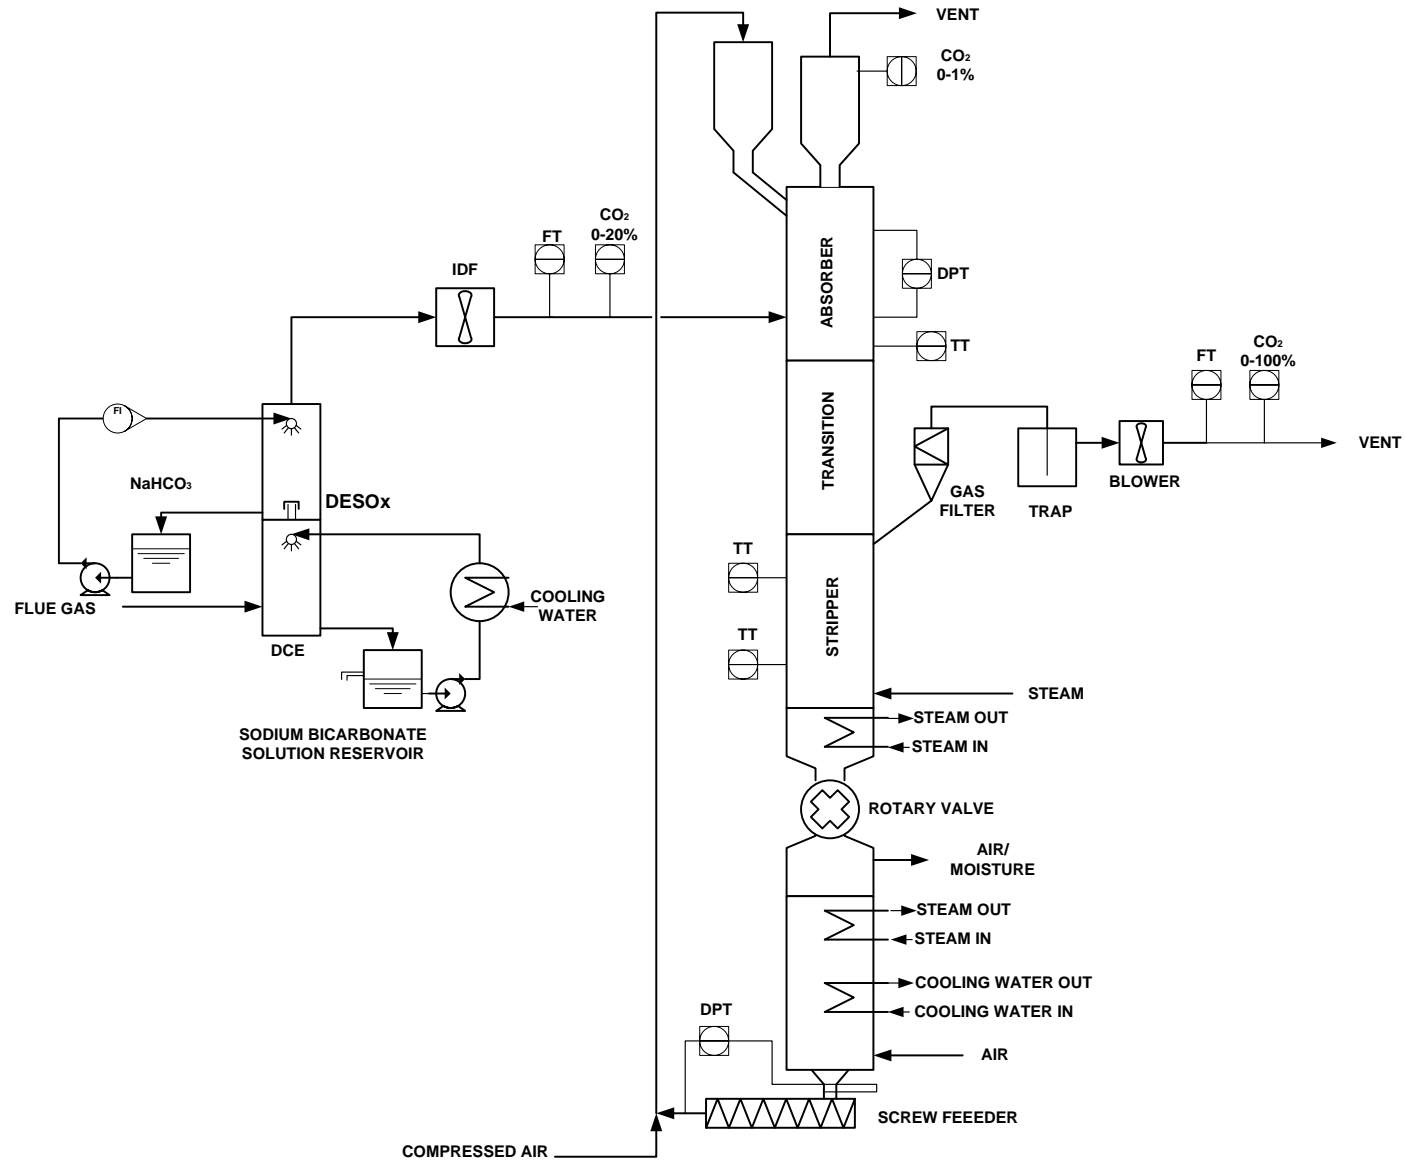 VENT
CO₂
0-1%
CO₂
0-20%
FT
IDF
ABSORBER
DPT
TT
CO₂
0-100%
FT
FI
TRANSITION
VENT
NaHCO₃
DESOx
GAS
FILTER
TRAP
BLOWER
TT
FLUE GAS
COOLING
WATER
STRIPPER
TT
DCE
STEAM
SODIUM BICARBONATE
SOLUTION RESERVOIR
STEAM OUT
STEAM IN
ROTARY VALVE
AIR/
MOISTURE
STEAM OUT
STEAM IN
COOLING WATER OUT
COOLING WATER IN
DPT
AIR
SCREW FEEEDER
COMPRESSED AIR